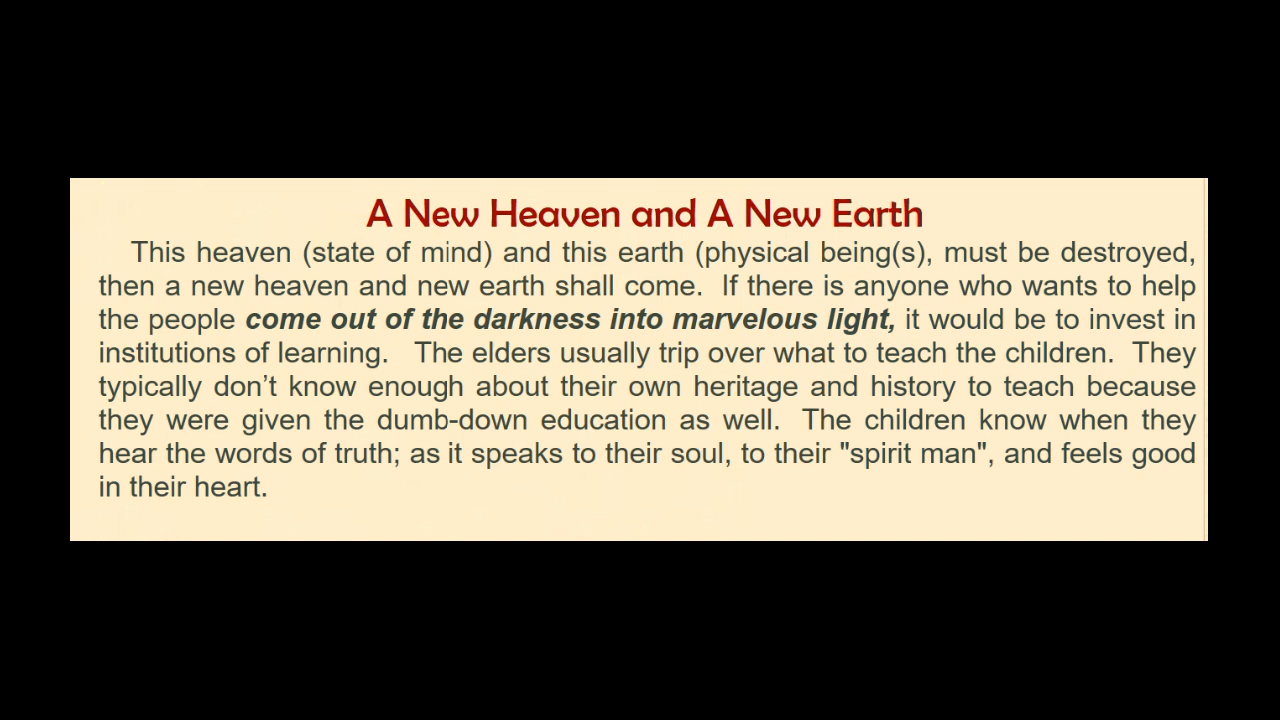 A New Heaven and A New Earth
This heaven (state of mind) and this earth (physical being(s), must be destroyed,
then a new heaven and new earth shall come.  If there is anyone who wants to help
the people come out of the darkness into marvelous light, it would be to invest in
institutions of learning.   The elders usually trip over what to teach the children.  They
typically don’t know enough about their own heritage and history to teach because
they were given the dumb-down education as well.  The children know when they
hear the words of truth; as it speaks to their soul, to their "spirit man", and feels good
in their heart.